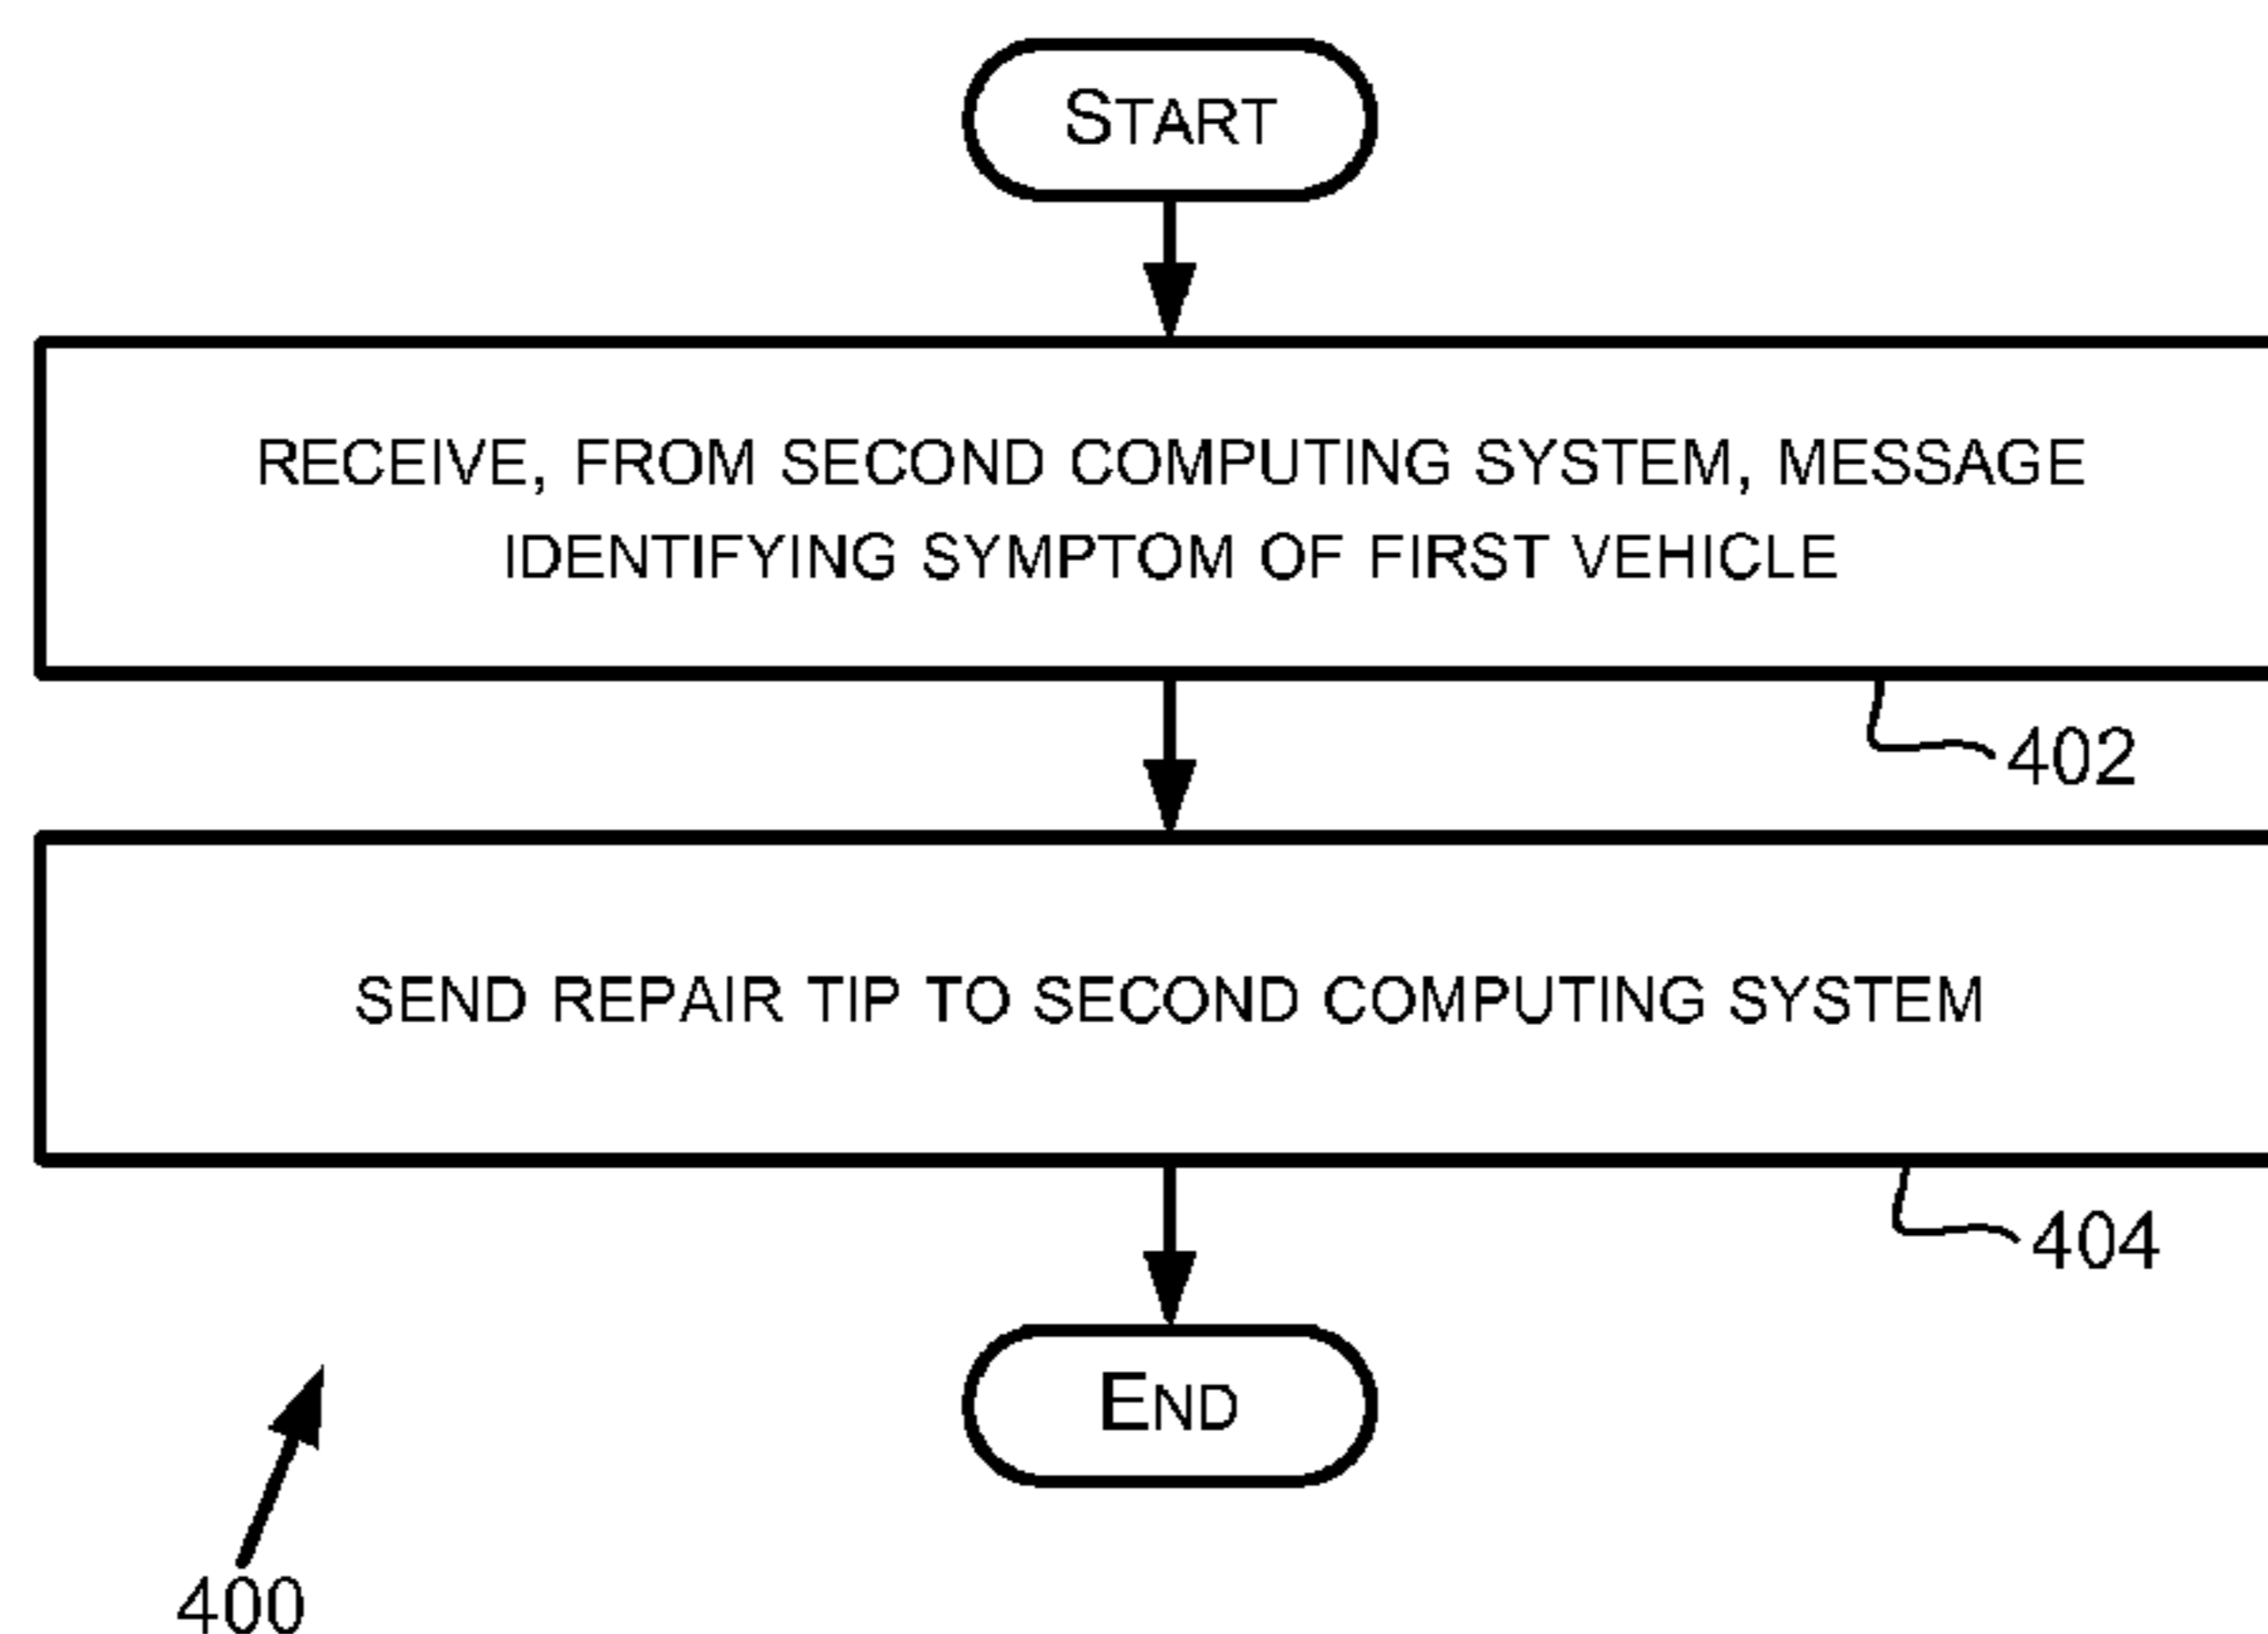 START
RECEIVE, FROM SECOND COMPUTING SYSTEM, MESSAGE
IDENTIFYING SYMPTOM OF FIRST VEHICLE
402
SEND REPAIR TIP TO SECOND COMPUTING SYSTEM
404
END
400